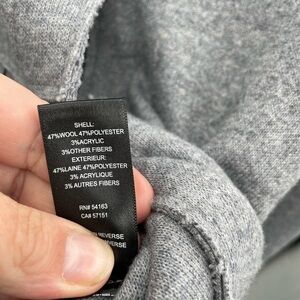 SHELL:
47%WOOL 47%POLYESTER
3%ACRYLIC
3%OTHER FIBERS
EXTERIEUR:
47%LAINE 47%POLYESTER
3% ACRYLIQUE
3% AUTRES FIBERS
RN# 54163
CA# 57151
REVERSE